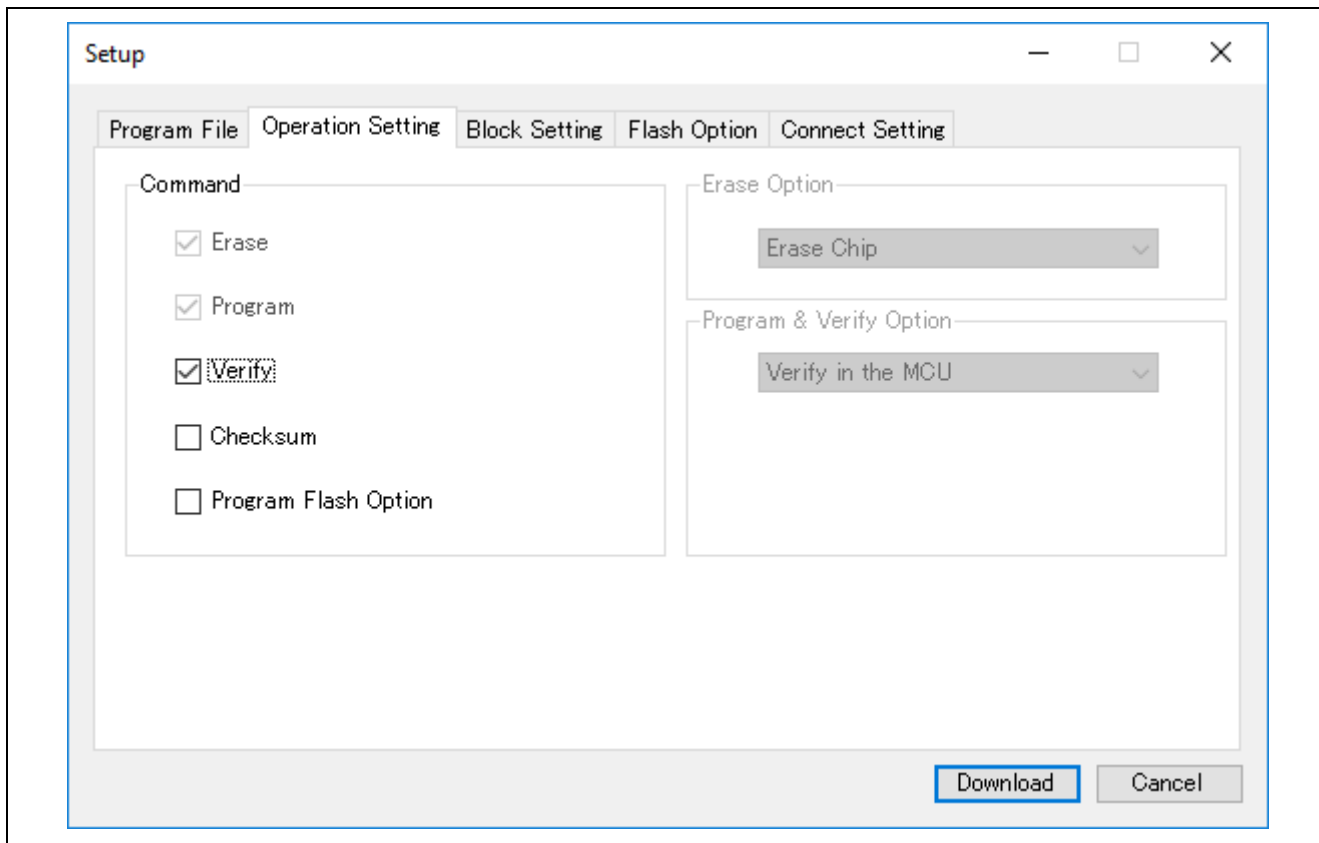 Setup
Program File Operation Setting Block Setting Flash Option Connect Setting
Command
Erase
Program
Verify
Checksum
Program Flash Option
Erase Option
Erase Chip
Program & Verify Option
Verify in the MCU
Download Cancel